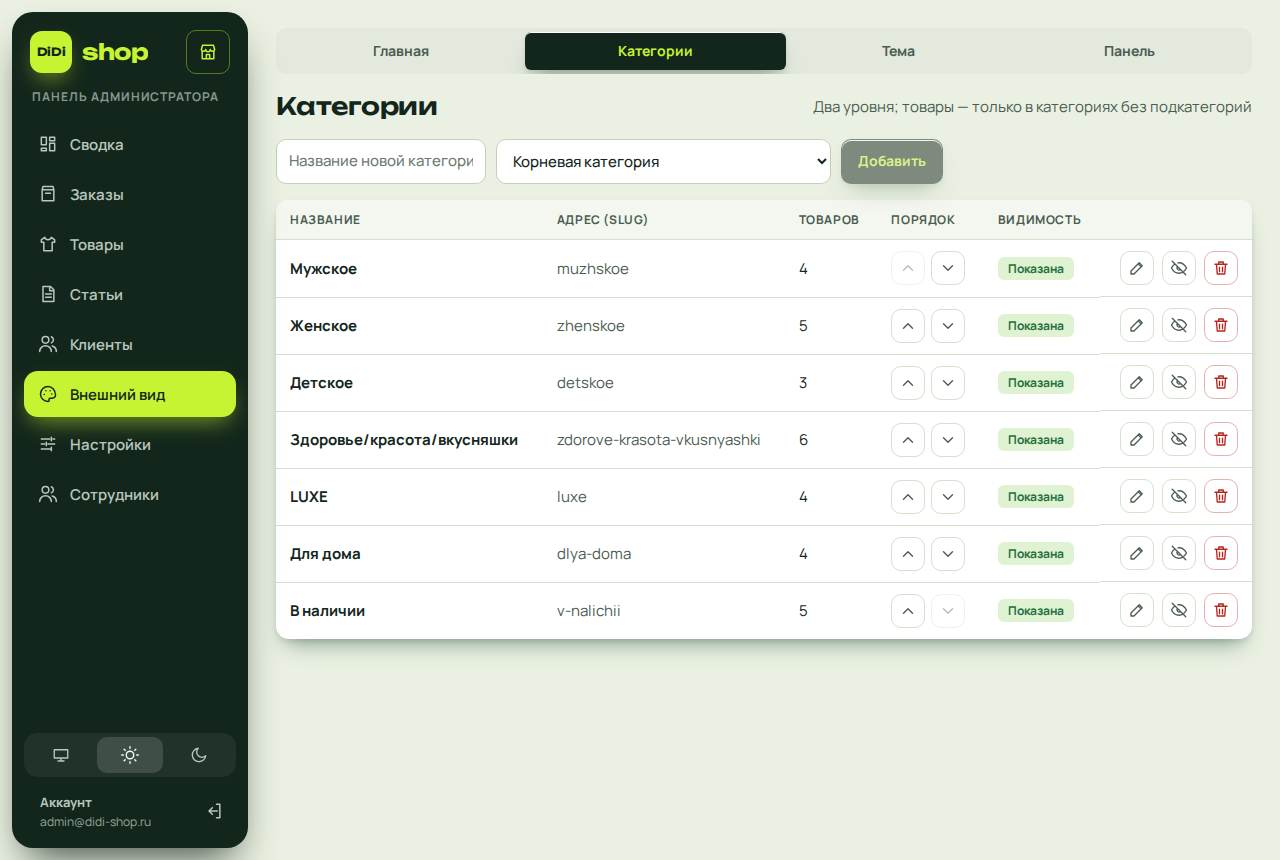 DiDi shop
ПАНЕЛЬ АДМИНИСТРАТОРА
Сводка
Заказы
Товары
Статьи
Клиенты
Внешний вид
Настройки
Сотрудники
Аккаунт
admin@didi-shop.ru
Главная Категории Тема Панель
Категории
Два уровня; товары — только в категориях без подкатегорий
Название новой категори
Корневая категория
Добавить
НАЗВАНИЕ АДРЕС (SLUG) ТОВАРОВ ПОРЯДОК ВИДИМОСТЬ
Мужское muzhskoe 4 Показана
Женское zhenskoe 5 Показана
Детское detskoe 3 Показана
Здоровье/красота/вкусняшки zdorove-krasota-vkusnyashki 6 Показана
LUXE luxe 4 Показана
Для дома dlya-doma 4 Показана
В наличии v-nalichii 5 Показана